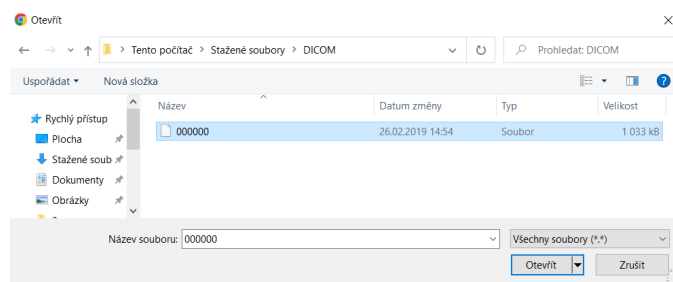 Otevřít
Tento počítač > Stažené soubory > DICOM
Prohledat: DICOM
Uspořádat Nová složka
Název Datum změny Typ Velikost
Rychlý přístup
000000 26.02.2019 14:54 Soubor 1 033 kB
Plocha
Stažené soub
Dokumenty
Obrázky
Název souboru: 000000 Všechny soubory (*.*)
Otevřít Zrušit